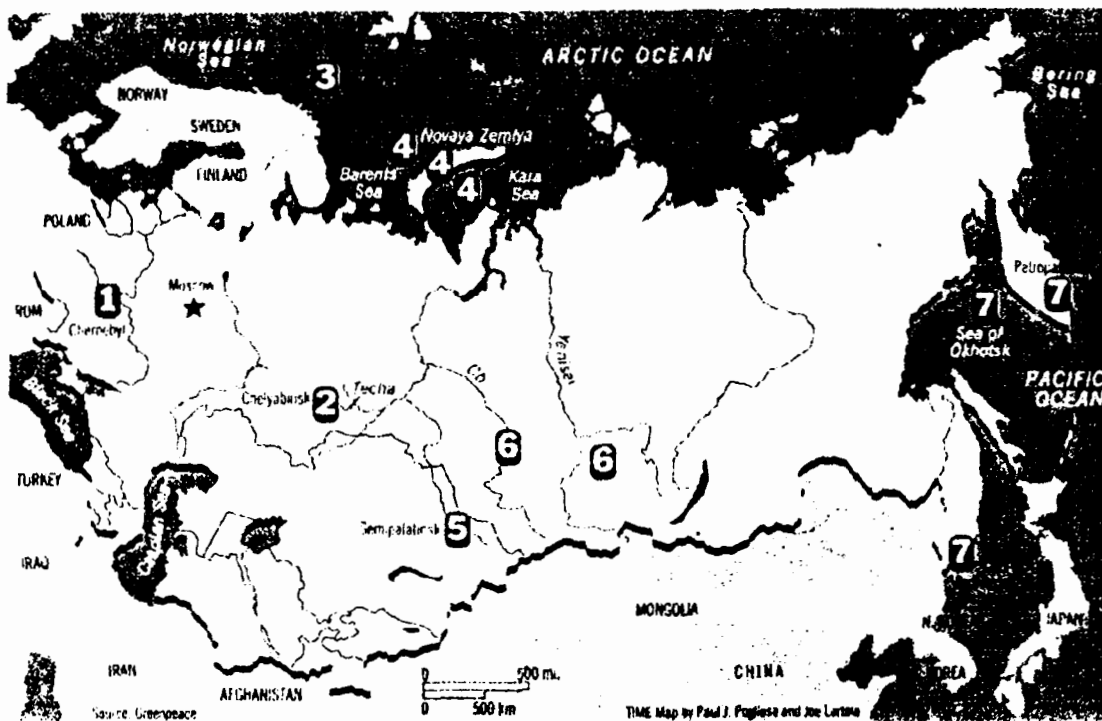 Norwegian
Sea
ARCTIC OCEAN
Bering
Sea
3
NORWAY
SWEDEN
FINLAND
4
Novaya Zemlya
4
4
Barents
Sea
Kara
Sea
POLAND
Moscow
1
ROM
Chernobyl
7
7
Sea of
Okhotsk
PACIFIC
OCEAN
Ob
Yenisei
Chelyabinsk
2
Techa
6
6
TURKEY
Semipalatinsk
5
IRAQ
7
MONGOLIA
JAPAN
IRAN
CHINA
KOREA
AFGHANISTAN
0
500 mi.
0
500 km
Source: Greenpeace
TIME Map by Paul J. Pugliese and Joe Lertola